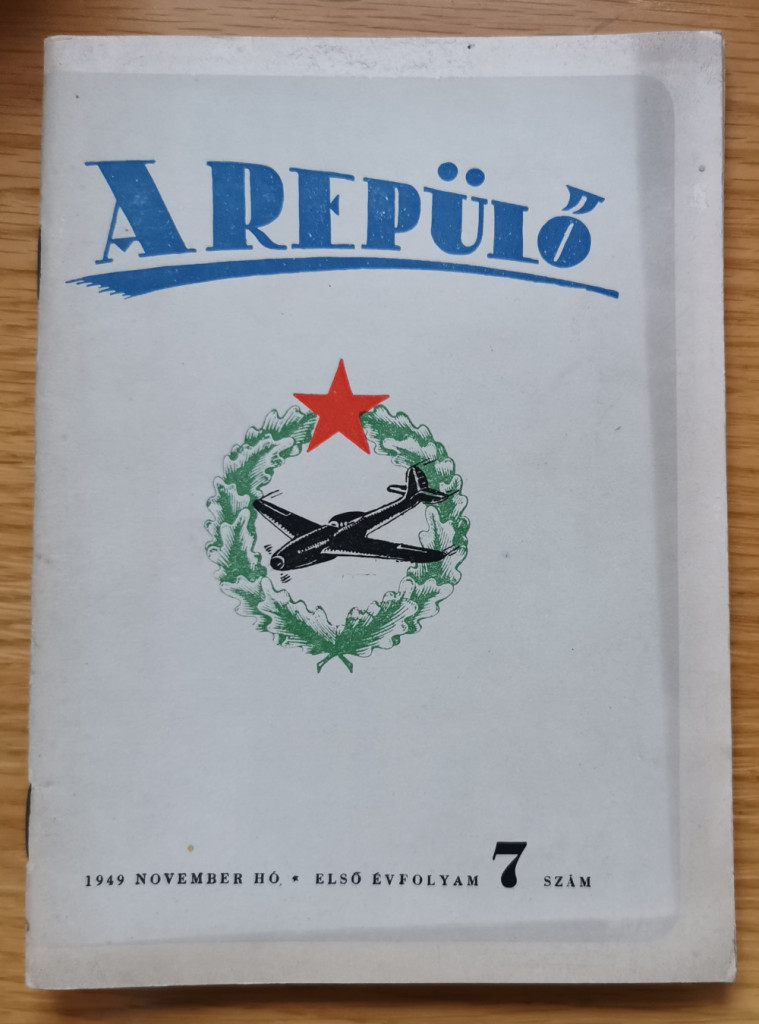 A REPÜLŐ
1949 NOVEMBER HÓ. * ELSŐ ÉVFOLYAM 7 SZÁM